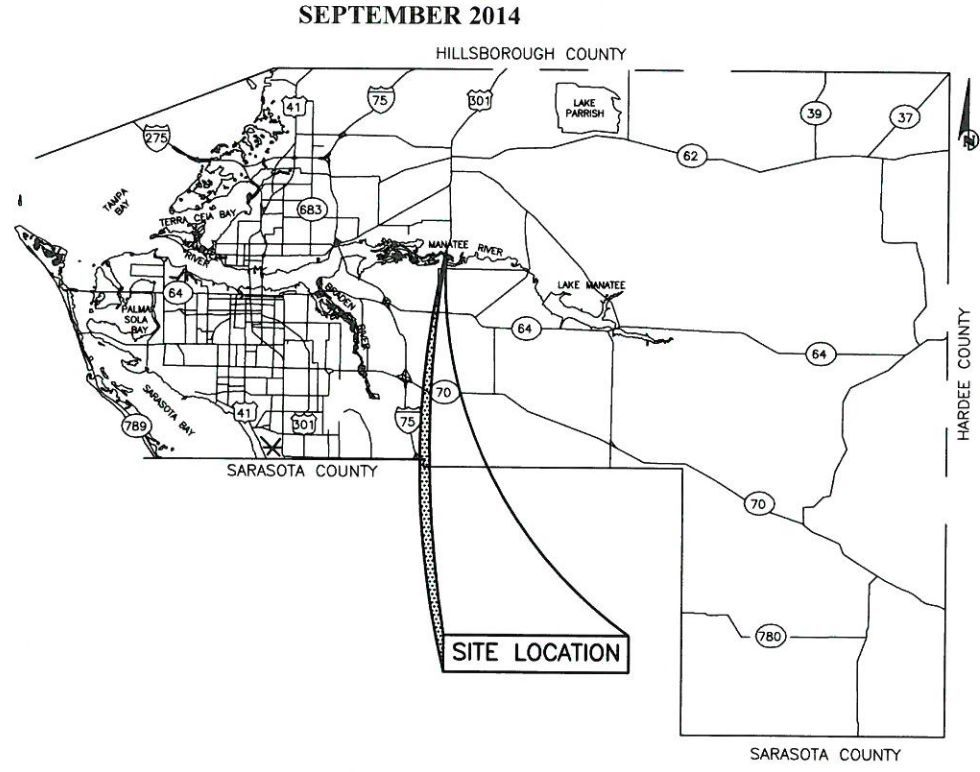 SEPTEMBER 2014
HILLSBOROUGH COUNTY
41
75
301
LAKE
PARRISH
39
37
275
62
TAMPA
BAY
TERRA CEIA BAY
683
MANATEE
RIVER
MANATEE RIVER
64
PALMA
SOLA
BAY
BRADEN
RIVER
LAKE MANATEE
64
64
HARDEE COUNTY
SARASOTA BAY
789
41
301
75
70
SARASOTA COUNTY
70
SITE LOCATION
780
SARASOTA COUNTY
N